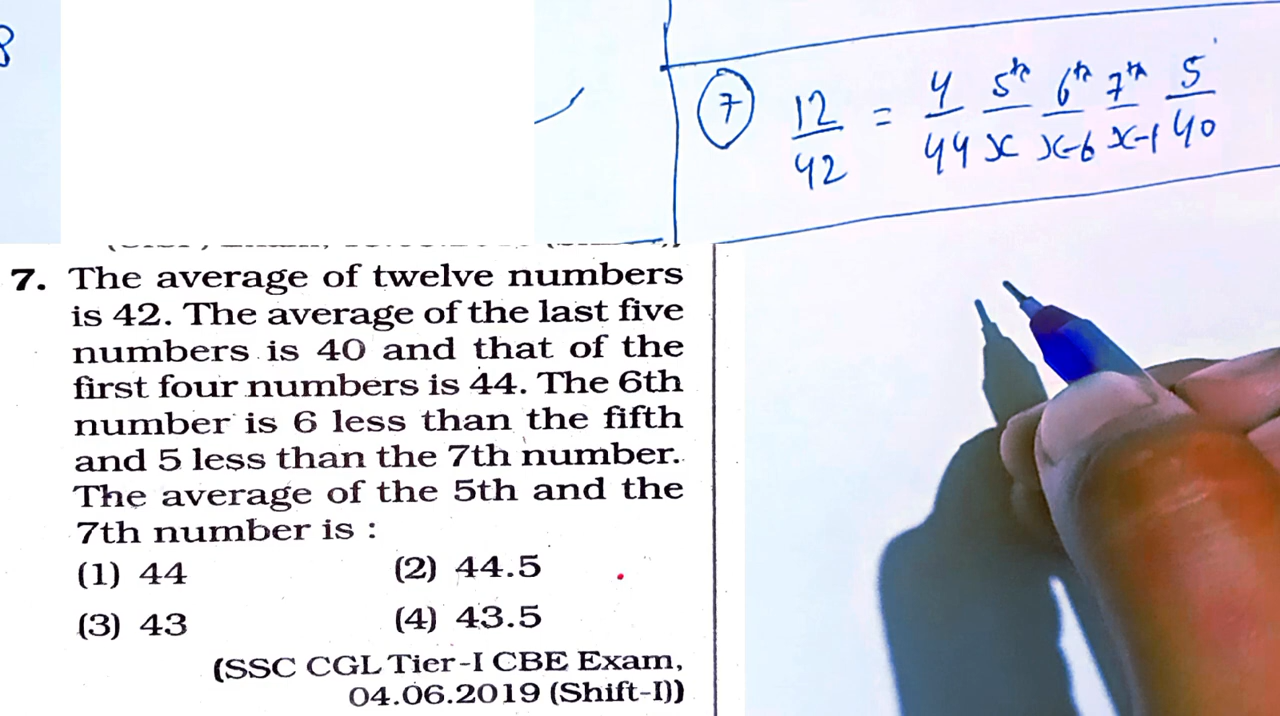 8
7 12/42 = 4/44 5th/x 6th/x-6 7th/x-1 5/40
7. The average of twelve numbers
is 42. The average of the last five
numbers is 40 and that of the
first four numbers is 44. The 6th
number is 6 less than the fifth
and 5 less than the 7th number.
The average of the 5th and the
7th number is :
(1) 44 (2) 44.5
(3) 43 (4) 43.5
(SSC CGL Tier-I CBE Exam,
04.06.2019 (Shift-I))